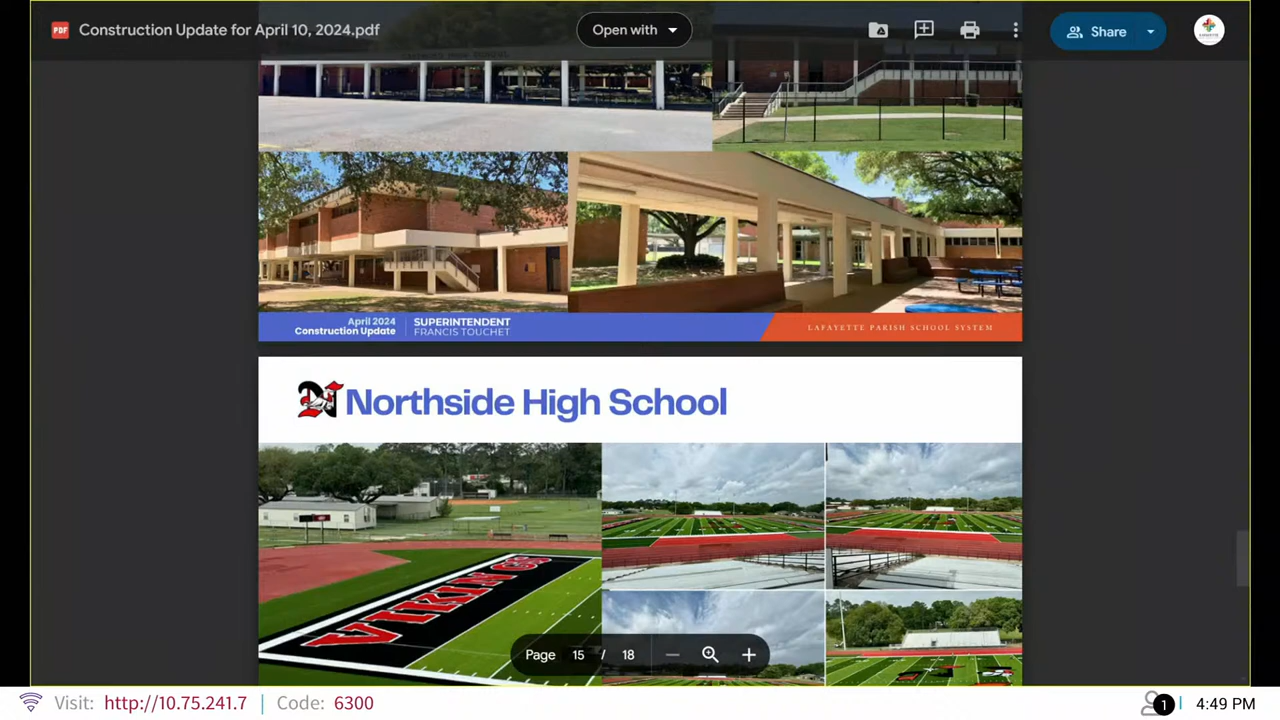 PDF
Construction Update for April 10, 2024.pdf
Open with
Share
April 2024
Construction Update
SUPERINTENDENT
FRANCIS TOUCHET
LAFAYETTE PARISH SCHOOL SYSTEM
Northside High School
VIKINGS
Page 15 / 18
Visit: http://10.75.241.7 | Code: 6300
1
4:49 PM